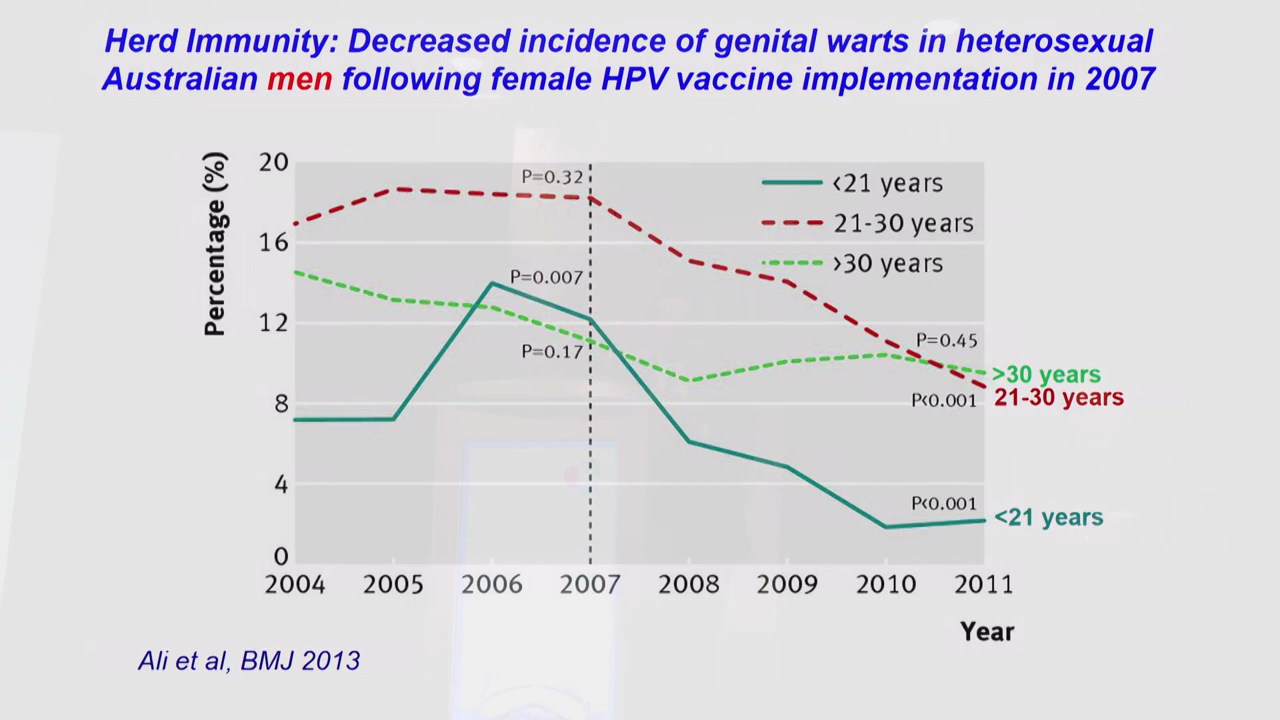 Herd Immunity: Decreased incidence of genital warts in heterosexual
Australian men following female HPV vaccine implementation in 2007
Percentage (%)
20
16
12
8
4
0
P=0.32
P=0.007
P=0.17
<21 years
21-30 years
>30 years
P=0.45
>30 years
P<0.001
21-30 years
P<0.001
<21 years
2004 2005 2006 2007 2008 2009 2010 2011
Year
Ali et al, BMJ 2013